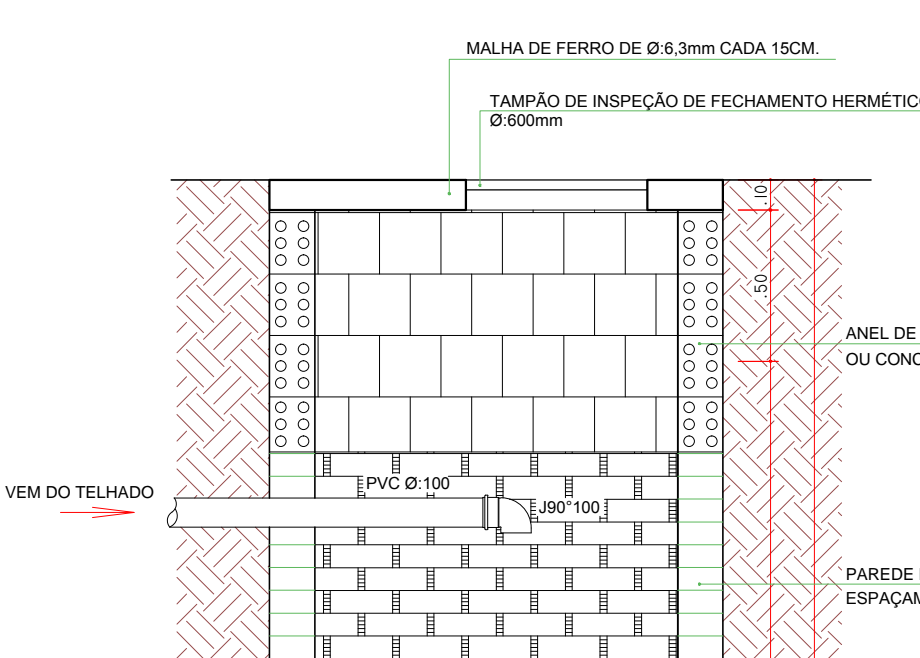 MALHA DE FERRO DE Ø:6,3mm CADA 15CM.
TAMPÃO DE INSPEÇÃO DE FECHAMENTO HERMÉTICO
Ø:600mm
.10
.50
ANEL DE
OU CONC
VEM DO TELHADO
PVC Ø:100
J90°100
PAREDE
ESPAÇAM